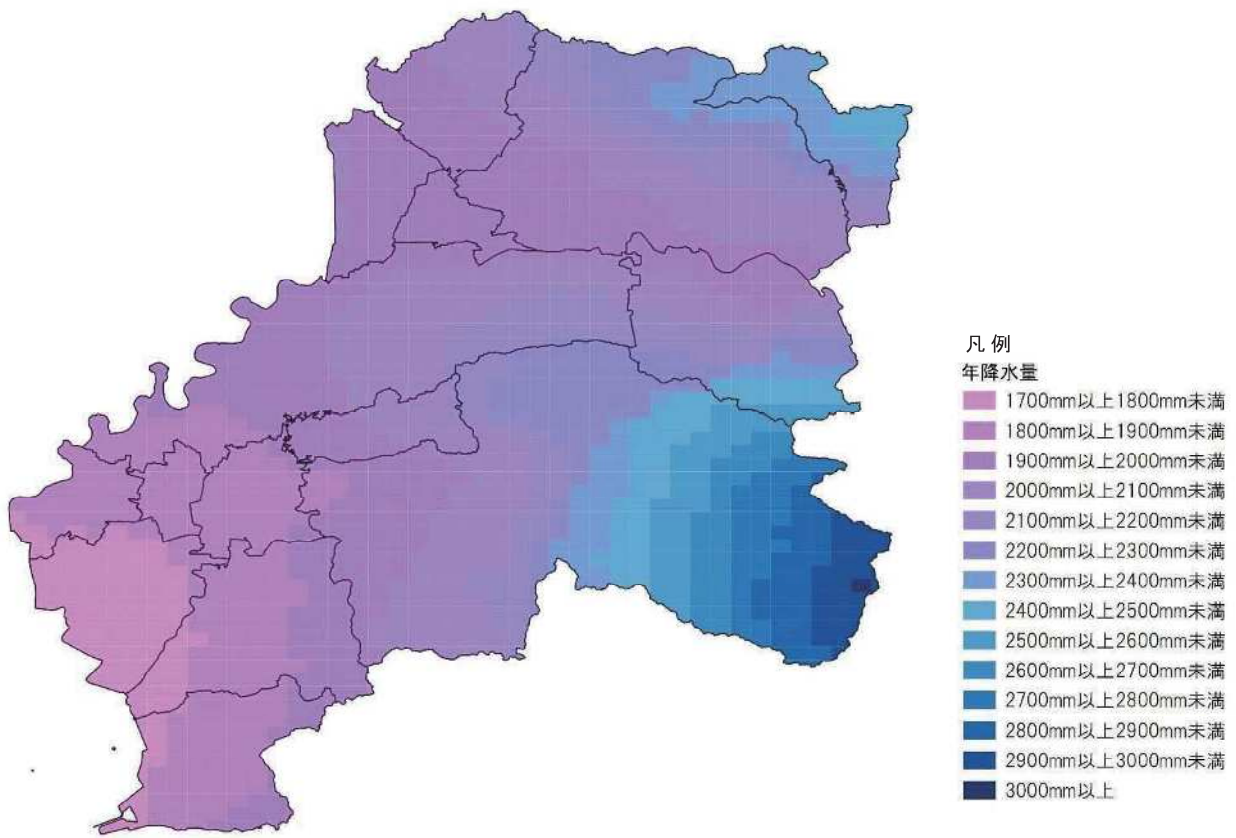 凡例
年降水量
1700mm以上1800mm未満
1800mm以上1900mm未満
1900mm以上2000mm未満
2000mm以上2100mm未満
2100mm以上2200mm未満
2200mm以上2300mm未満
2300mm以上2400mm未満
2400mm以上2500mm未満
2500mm以上2600mm未満
2600mm以上2700mm未満
2700mm以上2800mm未満
2800mm以上2900mm未満
2900mm以上3000mm未満
3000mm以上